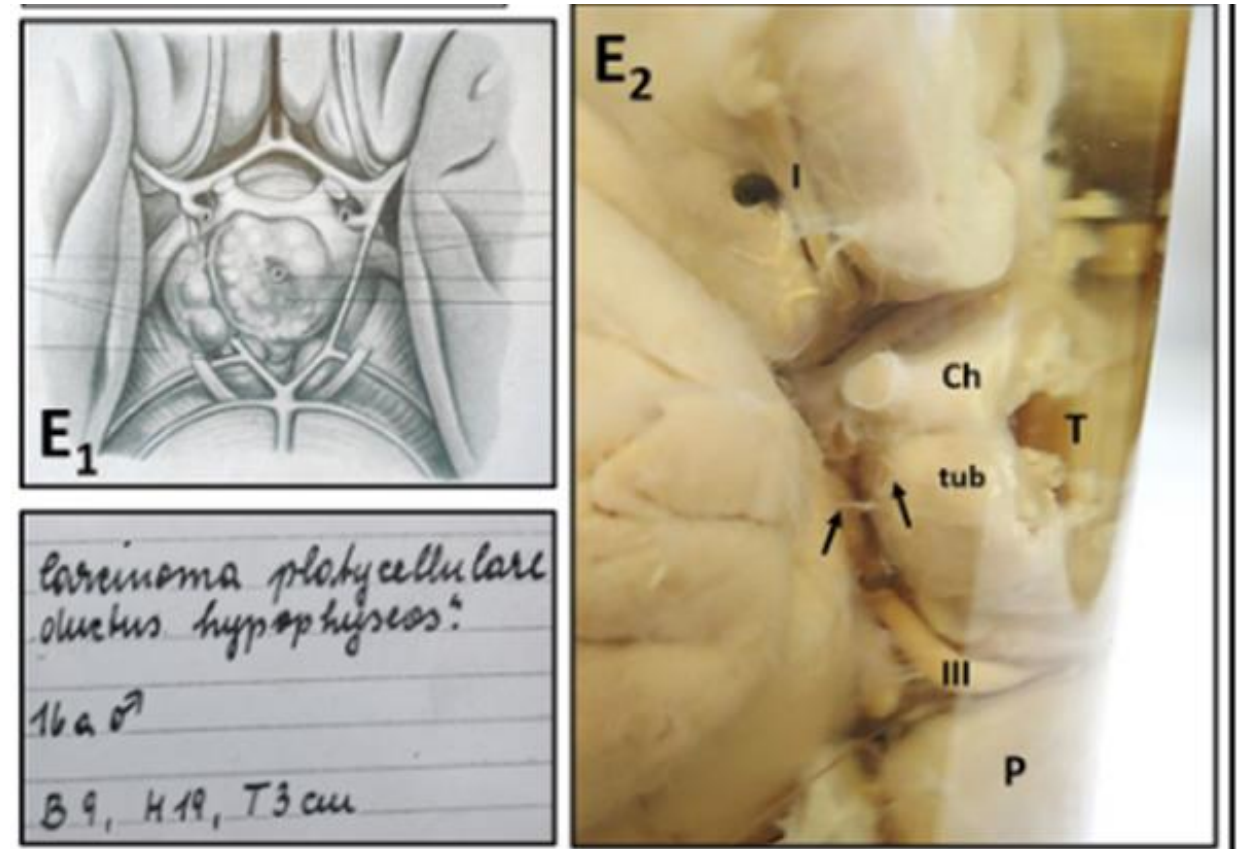 E1
Carcinoma platycellulare
ductus hypophyseos"
16 a ♂
B 9, H 19, T 3 cm
E2
I
Ch
T
tub
III
P